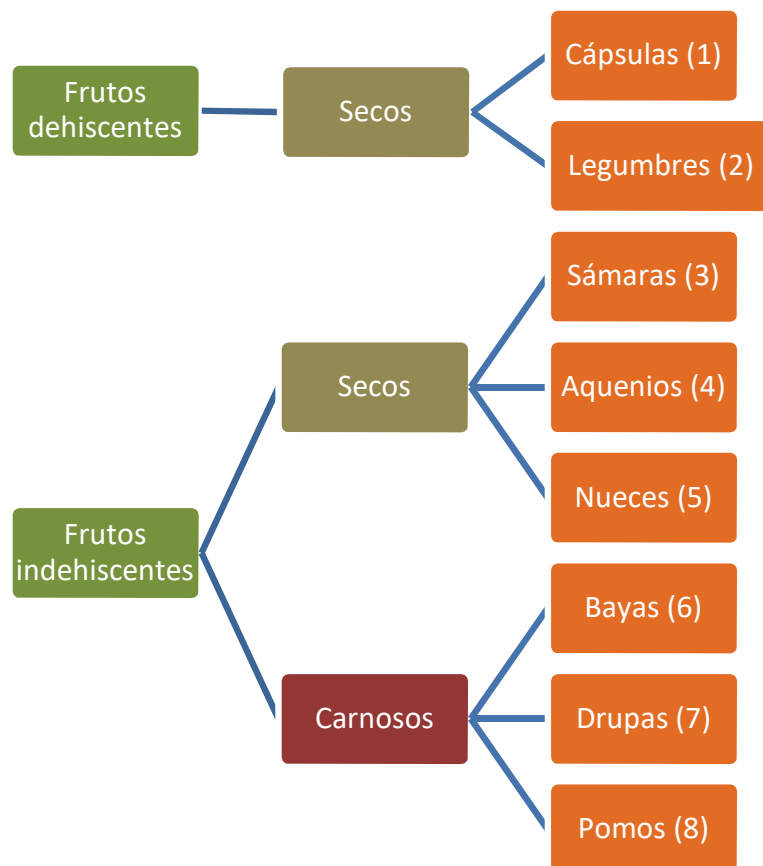 Frutos
dehiscentes
Secos
Cápsulas (1)
Legumbres (2)
Frutos
indehiscentes
Secos
Sámaras (3)
Aquenios (4)
Nueces (5)
Carnosos
Bayas (6)
Drupas (7)
Pomos (8)